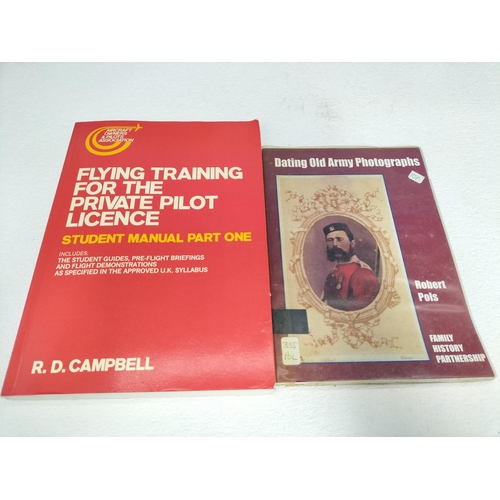 AIRCRAFT
OWNERS
& PILOTS
ASSOCIATION
FLYING TRAINING
FOR THE
PRIVATE PILOT
LICENCE
STUDENT MANUAL PART ONE
INCLUDES:
THE STUDENT GUIDES, PRE-FLIGHT BRIEFINGS
AND FLIGHT DEMONSTRATIONS
AS SPECIFIED IN THE APPROVED U.K. SYLLABUS
R. D. CAMPBELL
Dating Old Army Photographs
Robert
Pols
FAMILY
HISTORY
PARTNERSHIP